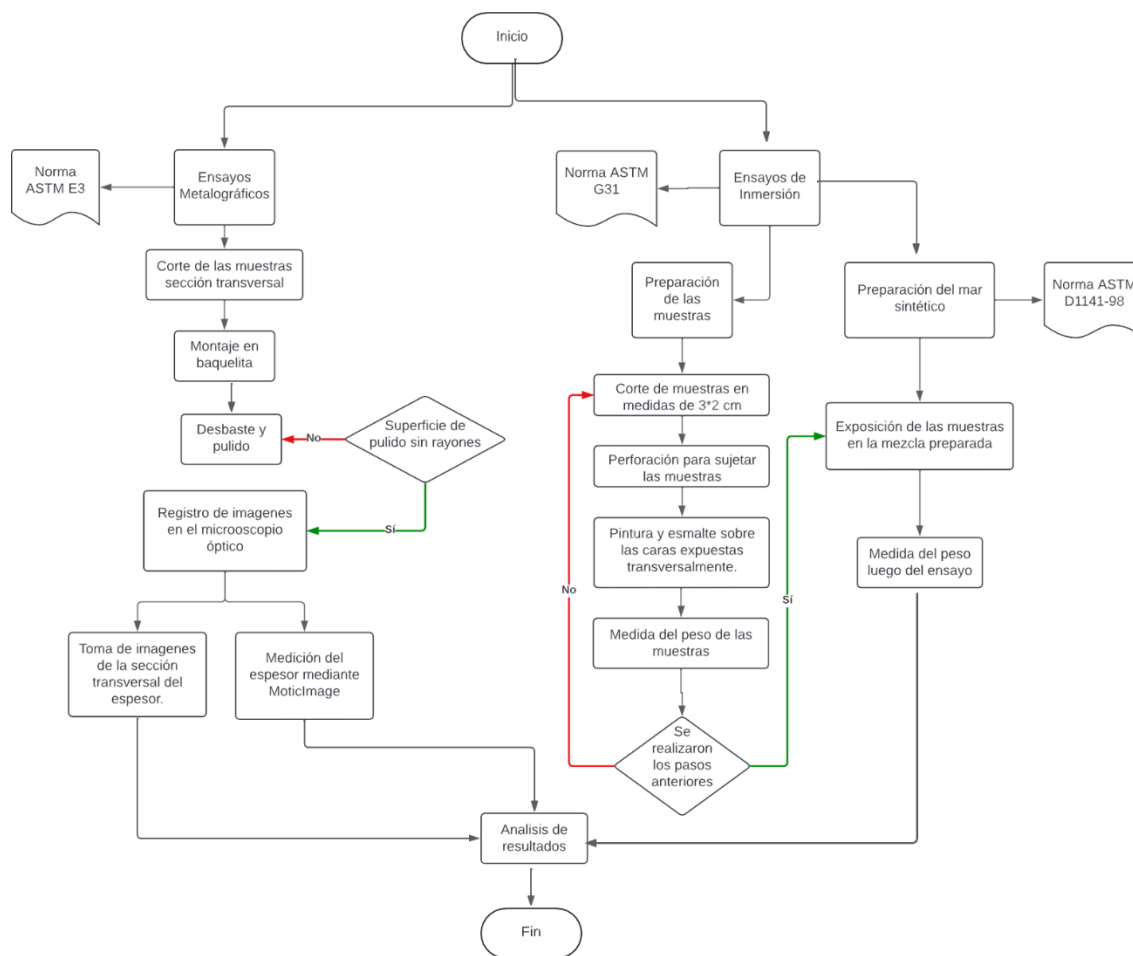 Inicio
Norma
ASTM E3
Ensayos
Metalográficos
Norma ASTM
G31
Ensayos de
Inmersión
Corte de las muestras
sección transversal
Preparación
de las
muestras
Preparación del mar
sintético
Norma ASTM
D1141-98
Montaje en
baquelita
Desbaste y
pulido
No
Superficie de
pulido sin rayones
Corte de muestras en
medidas de 3*2 cm
Exposición de las muestras
en la mezcla preparada
Perforación para sujetar
las muestras
Registro de imagenes
en el microoscopio
óptico
Sí
Pintura y esmalte sobre
las caras expuestas
transversalmente.
Medida del peso
luego del ensayo
No
Sí
Toma de imagenes
de la sección
transversal del
espesor.
Medición del
espesor mediante
MoticImage
Medida del peso de las
muestras
Se
realizaron
los pasos
anteriores
Analisis de
resultados
Fin